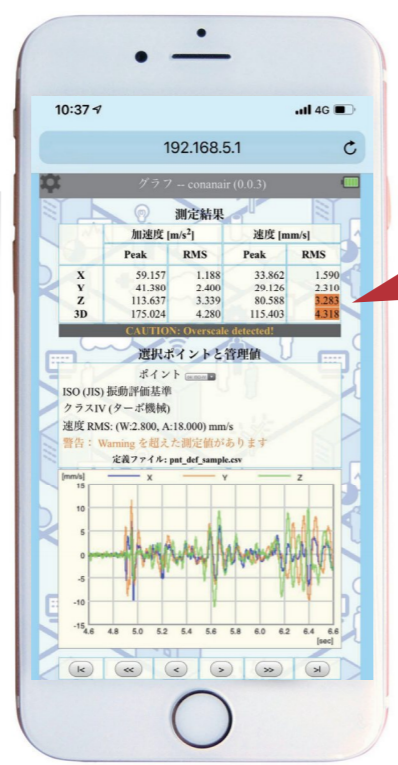 10:37
4G
192.168.5.1
グラフ -- conanair (0.0.3)
測定結果
加速度 [m/s²] 速度 [mm/s]
Peak RMS Peak RMS
X 59.157 1.188 33.862 1.590
Y 41.380 2.400 29.126 2.310
Z 113.637 3.339 80.588 3.283
3D 175.024 4.280 115.403 4.318
CAUTION: Overscale detected!
選択ポイントと管理値
ポイント
ISO (JIS) 振動評価基準
クラスIV (ターボ機械)
速度 RMS: (W:2.800, A:18.000) mm/s
警告： Warning を超えた測定値があります
定義ファイル: pnt_def_sample.csv
[mm/s] X Y Z
15
10
5
0
-5
-10
-15
4.6 4.8 5.0 5.2 5.4 5.6 5.8 6.0 6.2 6.4 6.6
[sec]
|< << < > >> >|